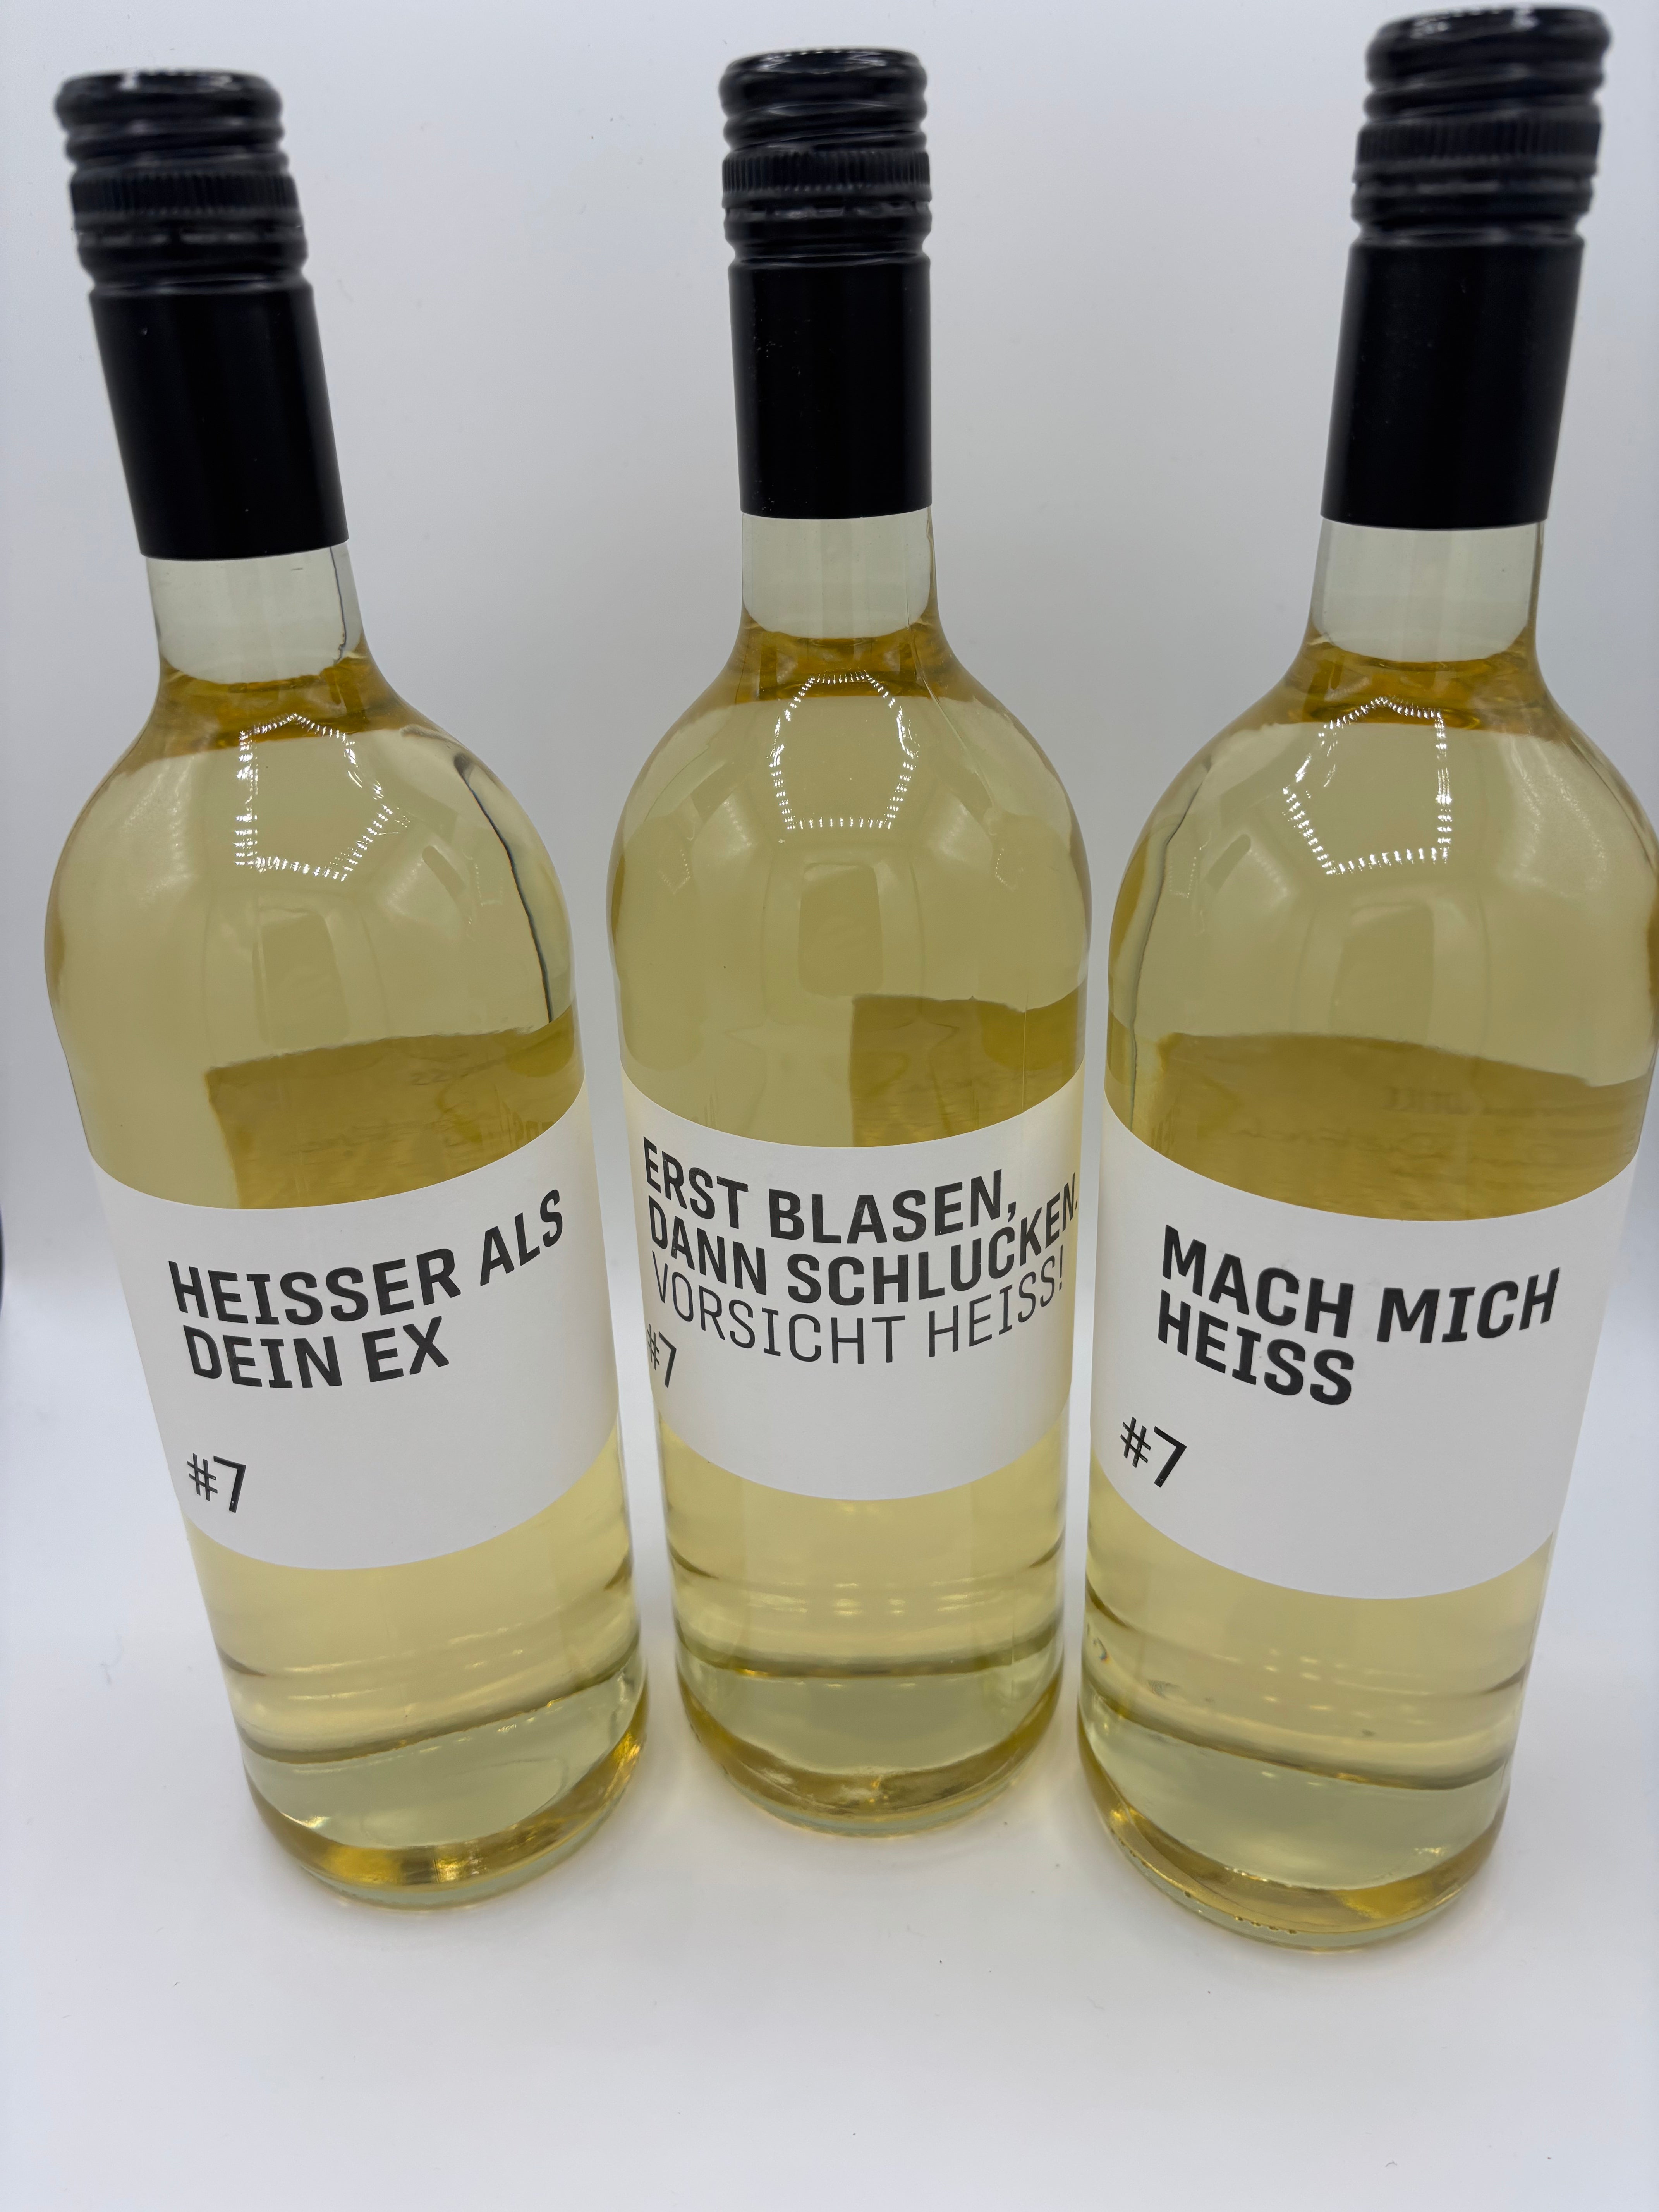 HEISSER ALS
DEIN EX
#7
ERST BLASEN,
DANN SCHLUCKEN.
VORSICHT HEISS!
#7
MACH MICH
HEISS
#7